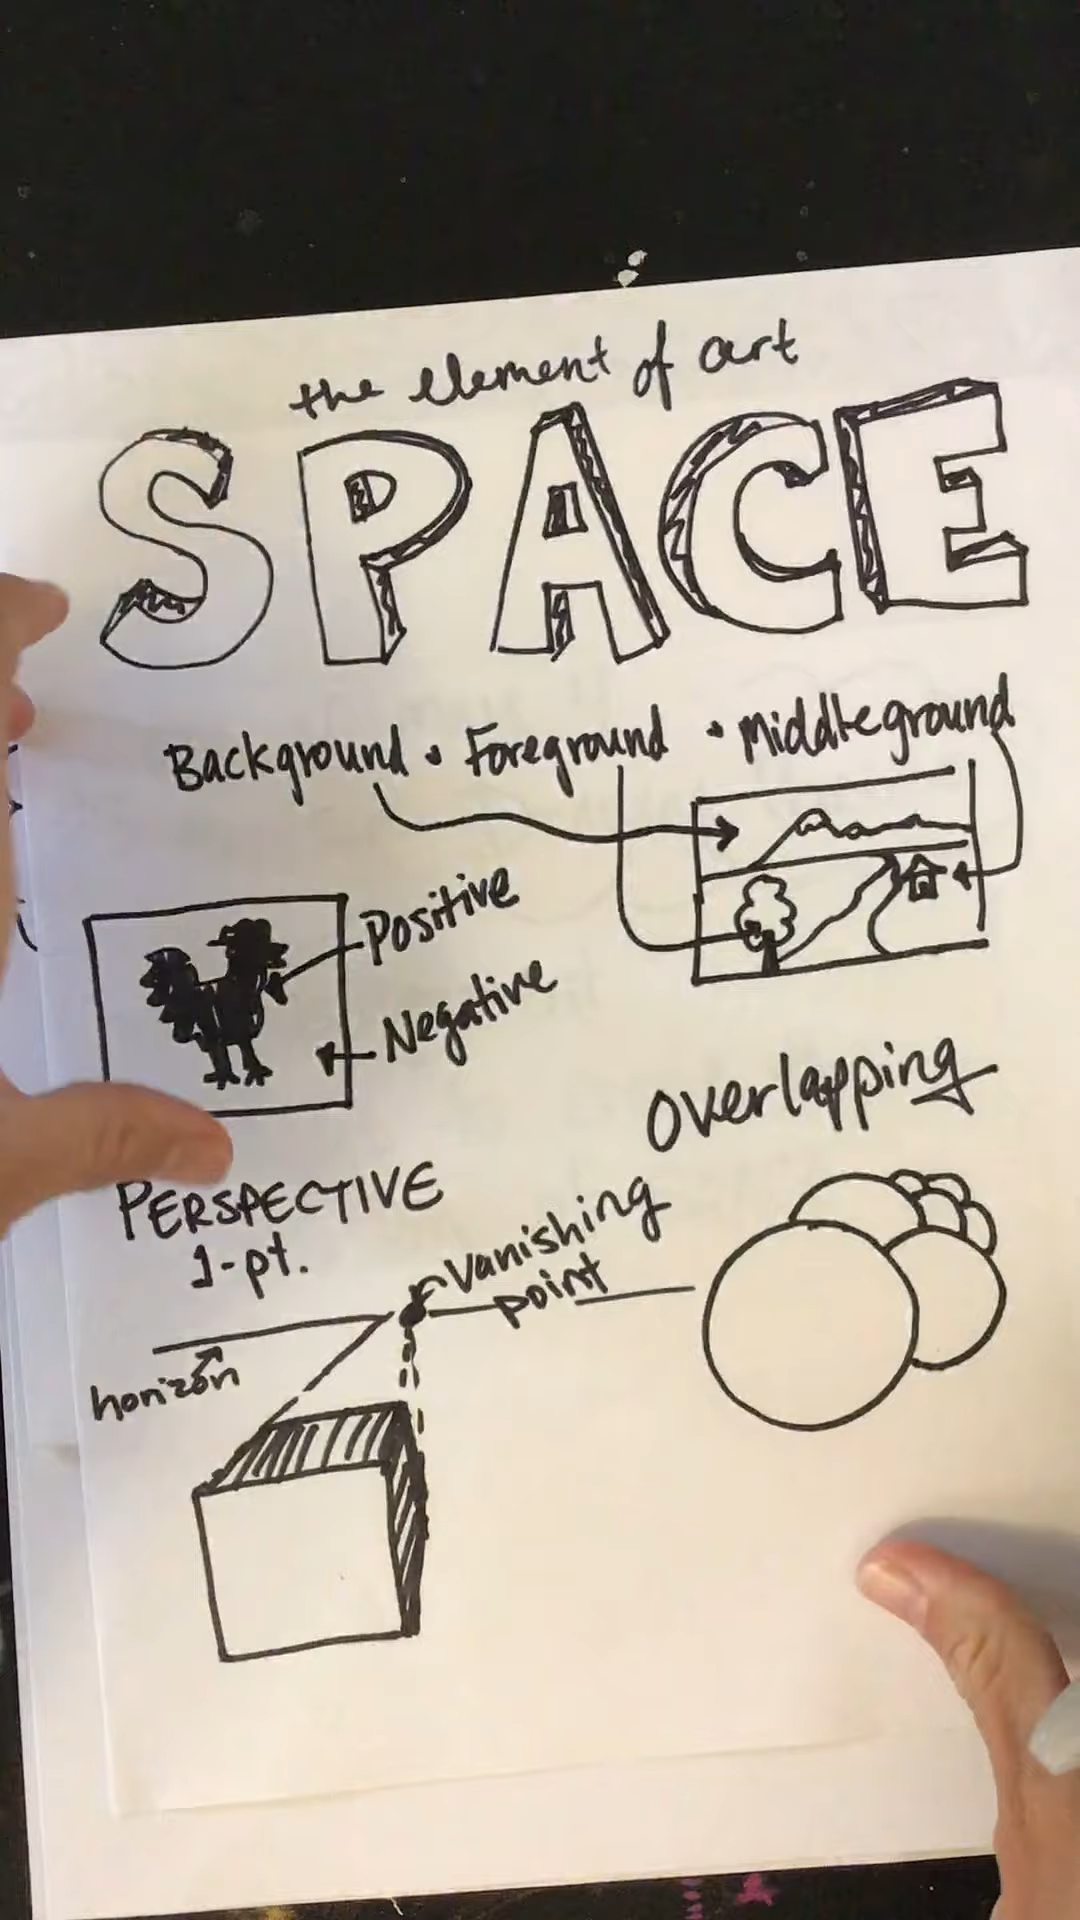 the element of art
SPACE
Background • Foreground • Middleground
Positive
Negative
Overlapping
PERSPECTIVE
1-pt.
Vanishing
point
horizon